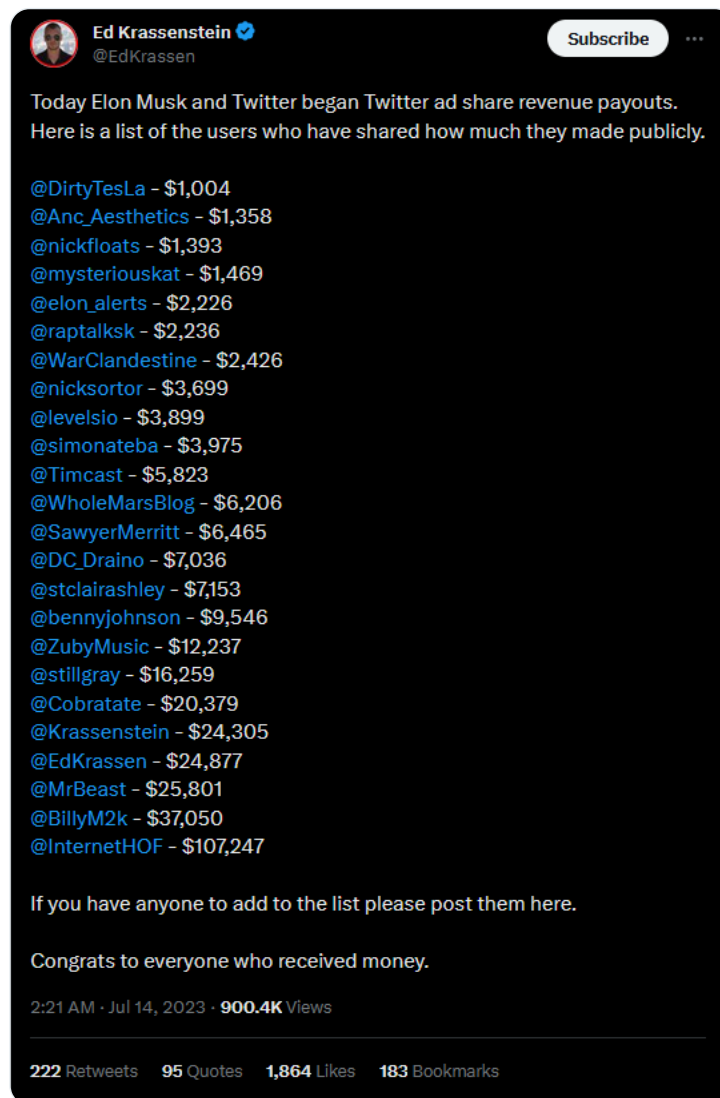 Ed Krassenstein
@EdKrassen
Subscribe
Today Elon Musk and Twitter began Twitter ad share revenue payouts.
Here is a list of the users who have shared how much they made publicly.
@DirtyTesLa - $1,004
@Anc_Aesthetics - $1,358
@nickfloats - $1,393
@mysteriouskat - $1,469
@elon_alerts - $2,226
@raptalksk - $2,236
@WarClandestine - $2,426
@nicksortor - $3,699
@levelsio - $3,899
@simonateba - $3,975
@Timcast - $5,823
@WholeMarsBlog - $6,206
@SawyerMerritt - $6,465
@DC_Draino - $7,036
@stclairashley - $7,153
@bennyjohnson - $9,546
@ZubyMusic - $12,237
@stillgray - $16,259
@Cobratate - $20,379
@Krassenstein - $24,305
@EdKrassen - $24,877
@MrBeast - $25,801
@BillyM2k - $37,050
@InternetHOF - $107,247
If you have anyone to add to the list please post them here.
Congrats to everyone who received money.
2:21 AM · Jul 14, 2023 · 900.4K Views
222 Retweets 95 Quotes 1,864 Likes 183 Bookmarks